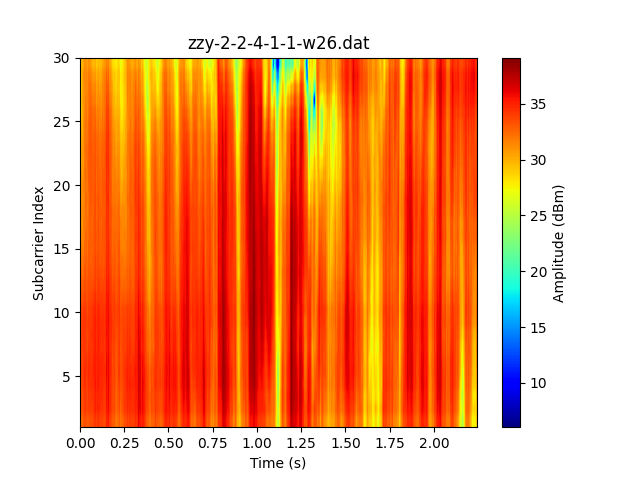 zzy-2-2-4-1-1-w26.dat
30
25
20
15
10
5
Subcarrier Index
0.00 0.25 0.50 0.75 1.00 1.25 1.50 1.75 2.00
Time (s)
35
30
25
20
15
10
Amplitude (dBm)